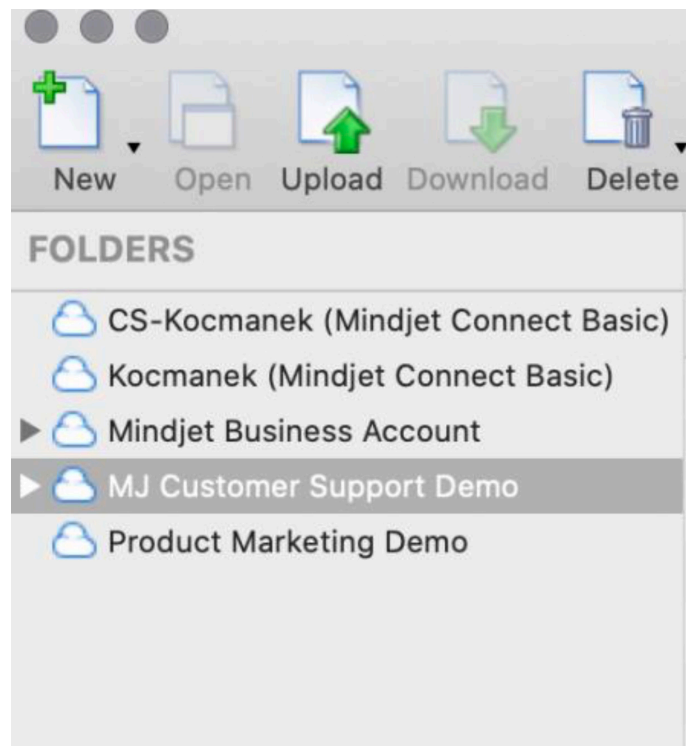 New Open Upload Download Delete
FOLDERS
CS-Kocmanek (Mindjet Connect Basic)
Kocmanek (Mindjet Connect Basic)
Mindjet Business Account
MJ Customer Support Demo
Product Marketing Demo